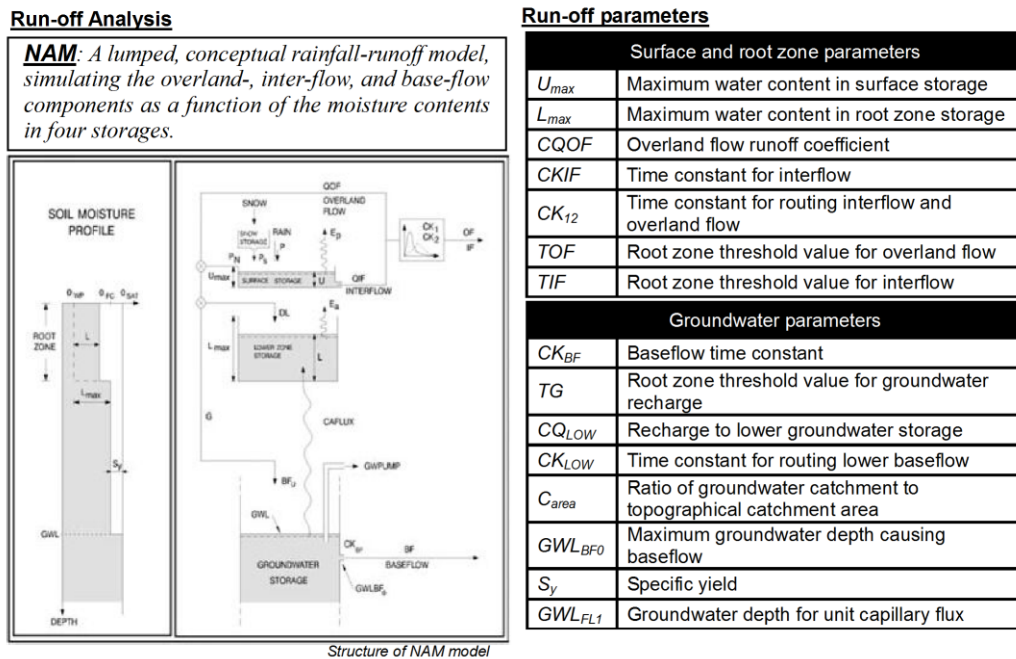 Run-off Analysis
NAM: A lumped, conceptual rainfall-runoff model,
simulating the overland-, inter-flow, and base-flow
components as a function of the moisture contents
in four storages.
SOIL MOISTURE
PROFILE
θWP θFC θSAT
ROOT
ZONE
L
Lmax
Sy
GWL
DEPTH
QOF
OVERLAND
FLOW
SNOW
SNOW
STORAGE
RAIN
P
Ep
PN
Ps
CK1
CK2
OF
IF
Umax
SURFACE STORAGE
U
QIF
INTERFLOW
DL
Ea
Lmax
LOWER ZONE
STORAGE
L
G
CAFLUX
GWPUMP
BFU
GWL
CKBF
BF
BASEFLOW
GROUNDWATER
STORAGE
GWLBF0
Structure of NAM model
Run-off parameters
Surface and root zone parameters
Umax Maximum water content in surface storage
Lmax Maximum water content in root zone storage
CQOF Overland flow runoff coefficient
CKIF Time constant for interflow
CK12 Time constant for routing interflow and
overland flow
TOF Root zone threshold value for overland flow
TIF Root zone threshold value for interflow
Groundwater parameters
CKBF Baseflow time constant
TG Root zone threshold value for groundwater
recharge
CQLOW Recharge to lower groundwater storage
CKLOW Time constant for routing lower baseflow
Carea Ratio of groundwater catchment to
topographical catchment area
GWLBF0 Maximum groundwater depth causing
baseflow
Sy Specific yield
GWLFL1 Groundwater depth for unit capillary flux